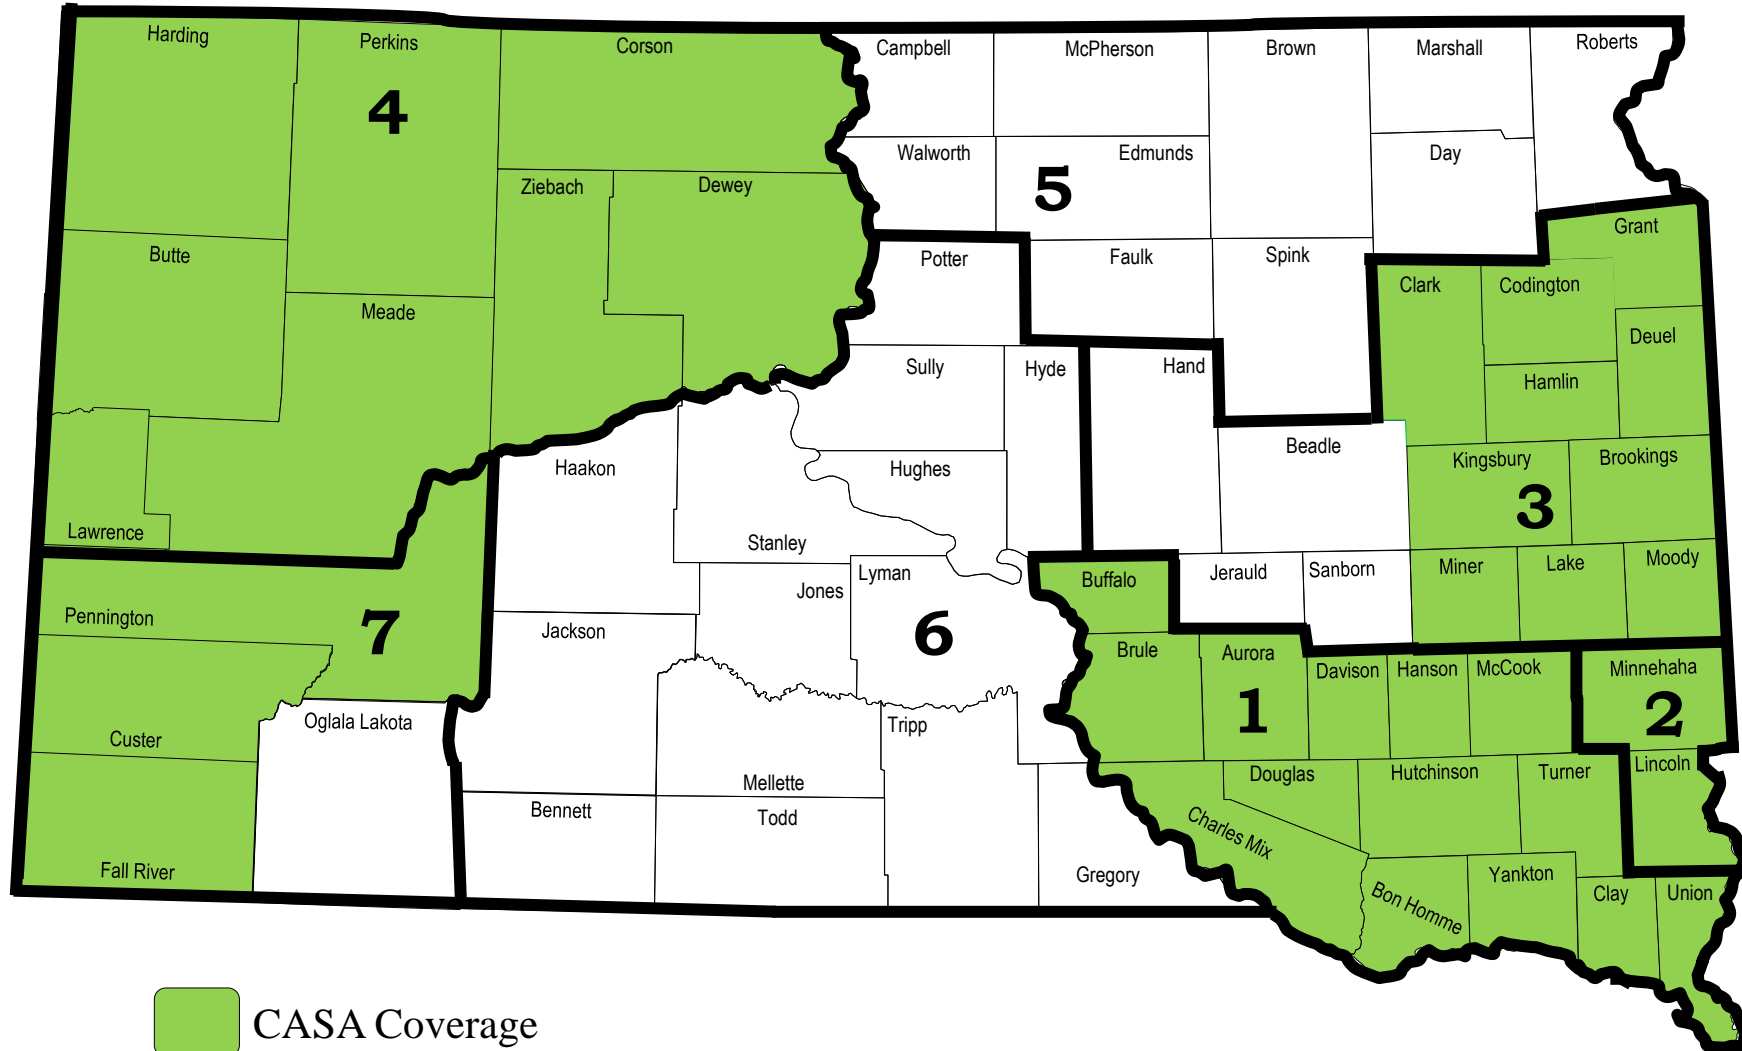 Harding
Perkins
Corson
Campbell
McPherson
Brown
Marshall
Roberts
4
Walworth
Edmunds
Day
5
Ziebach
Dewey
Grant
Butte
Potter
Faulk
Spink
Clark
Codington
Meade
Deuel
Sully
Hyde
Hand
Hamlin
Beadle
Haakon
Hughes
Kingsbury
Brookings
3
Lawrence
Stanley
Lyman
Buffalo
Jerauld
Sanborn
Miner
Lake
Moody
Jones
Pennington
7
Jackson
6
Brule
Aurora
Davison
Hanson
McCook
Minnehaha
1
2
Oglala Lakota
Tripp
Custer
Lincoln
Mellette
Douglas
Hutchinson
Turner
Bennett
Todd
Charles Mix
Fall River
Gregory
Bon Homme
Yankton
Clay
Union
CASA Coverage